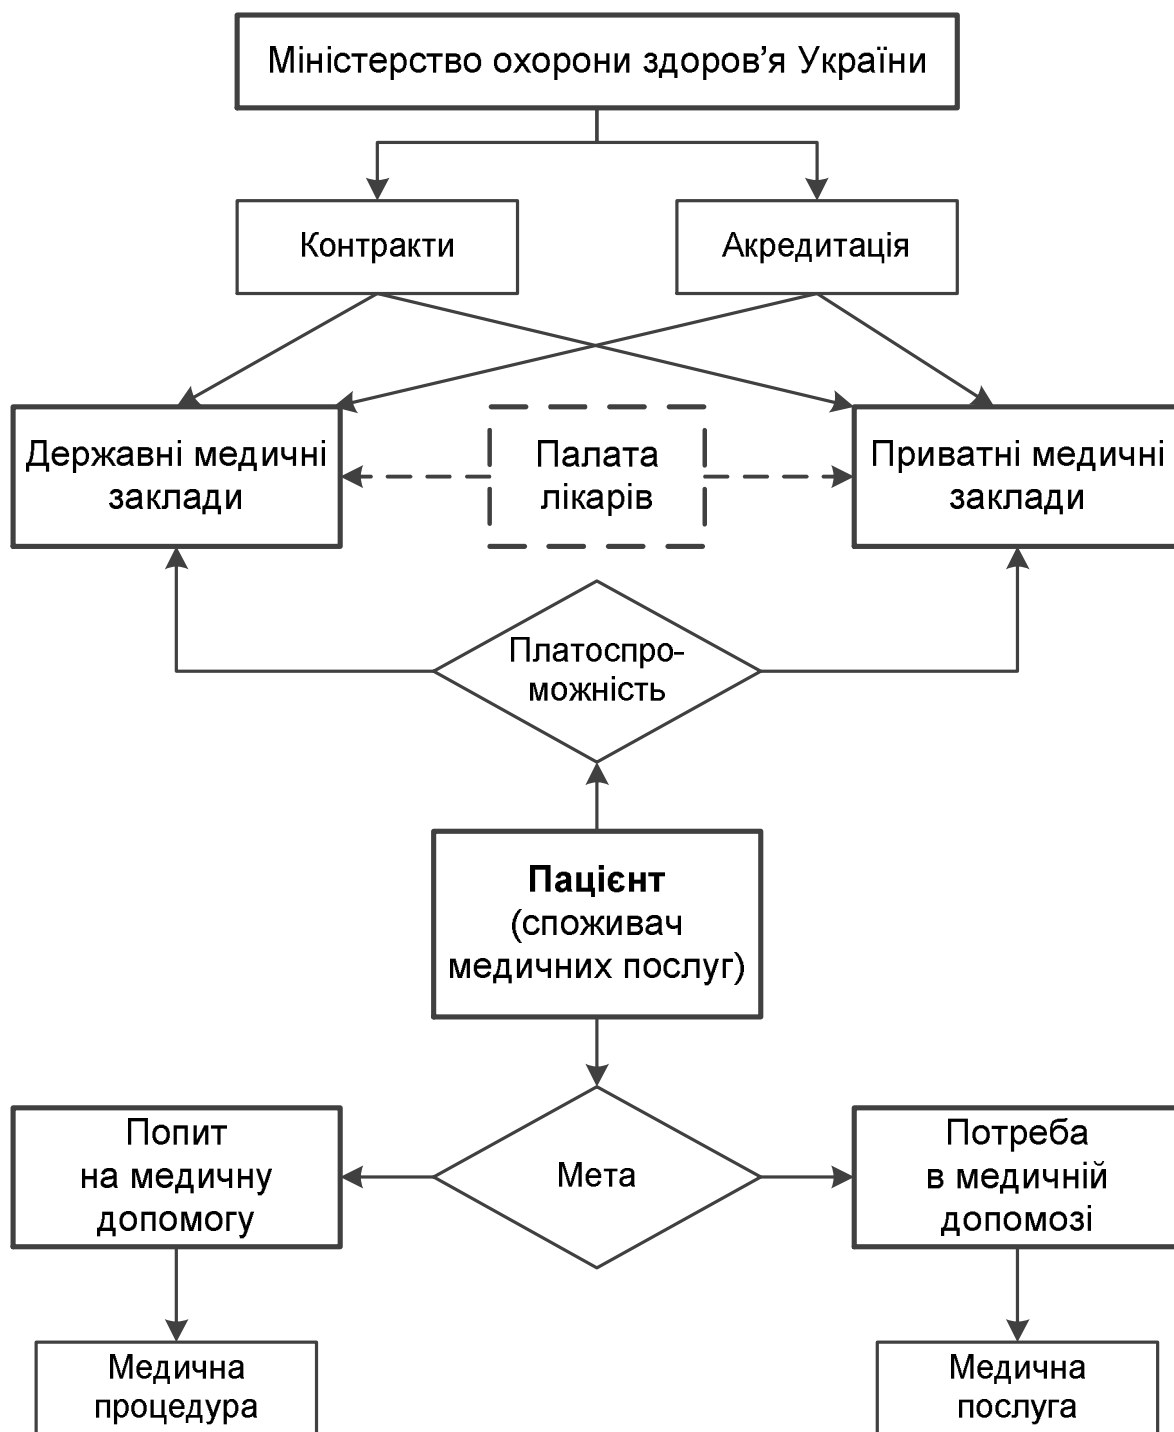 Міністерство охорони здоров’я України
Контракти
Акредитація
Державні медичні
заклади
Палата
лікарів
Приватні медичні
заклади
Платоспро-
можність
Пацієнт
(споживач
медичних послуг)
Попит
на медичну
допомогу
Мета
Потреба
в медичній
допомозі
Медична
процедура
Медична
послуга